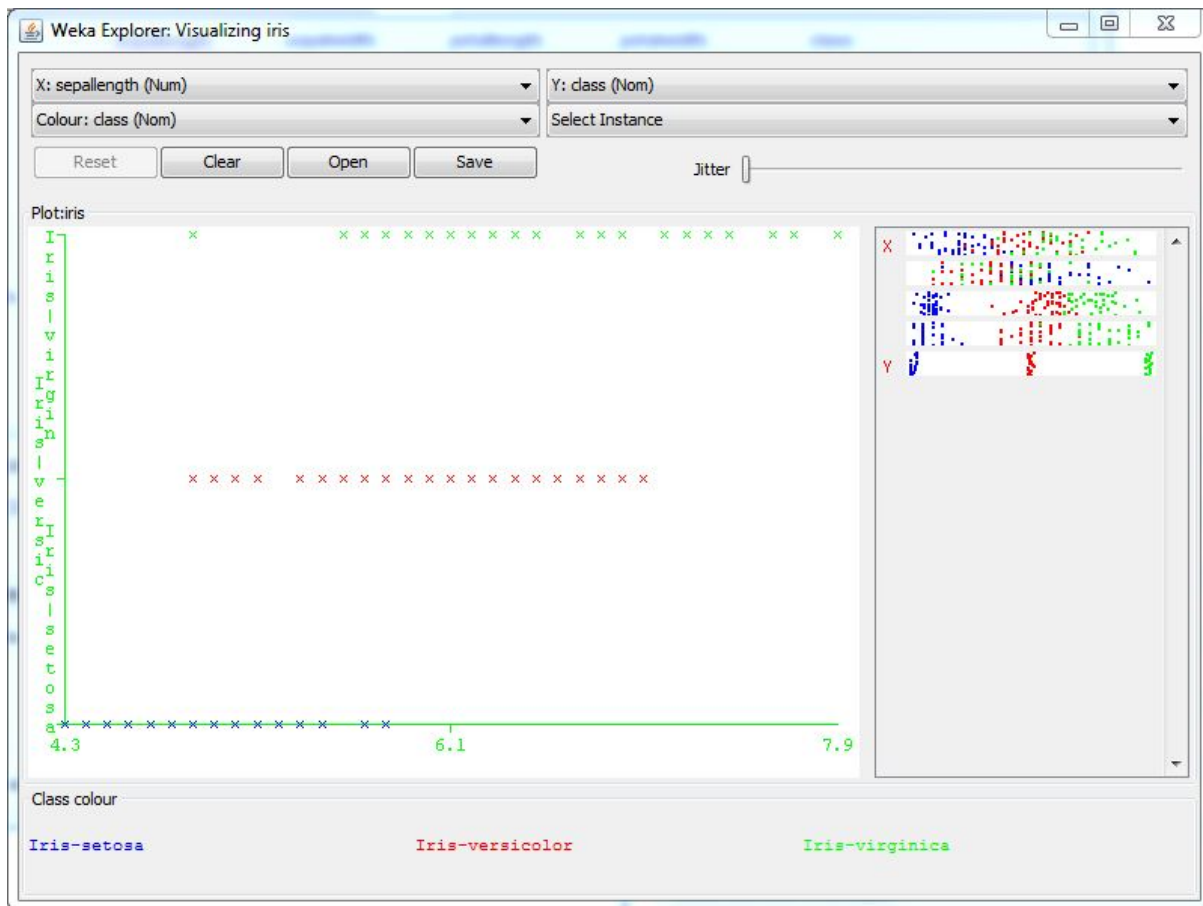 Weka Explorer: Visualizing iris
X: sepallength (Num)
Y: class (Nom)
Colour: class (Nom)
Select Instance
Reset
Clear
Open
Save
Jitter
Plot:iris
Iris-virgin
Iris-versic
Iris-setosa
4.3
6.1
7.9
X
Y
Class colour
Iris-setosa
Iris-versicolor
Iris-virginica